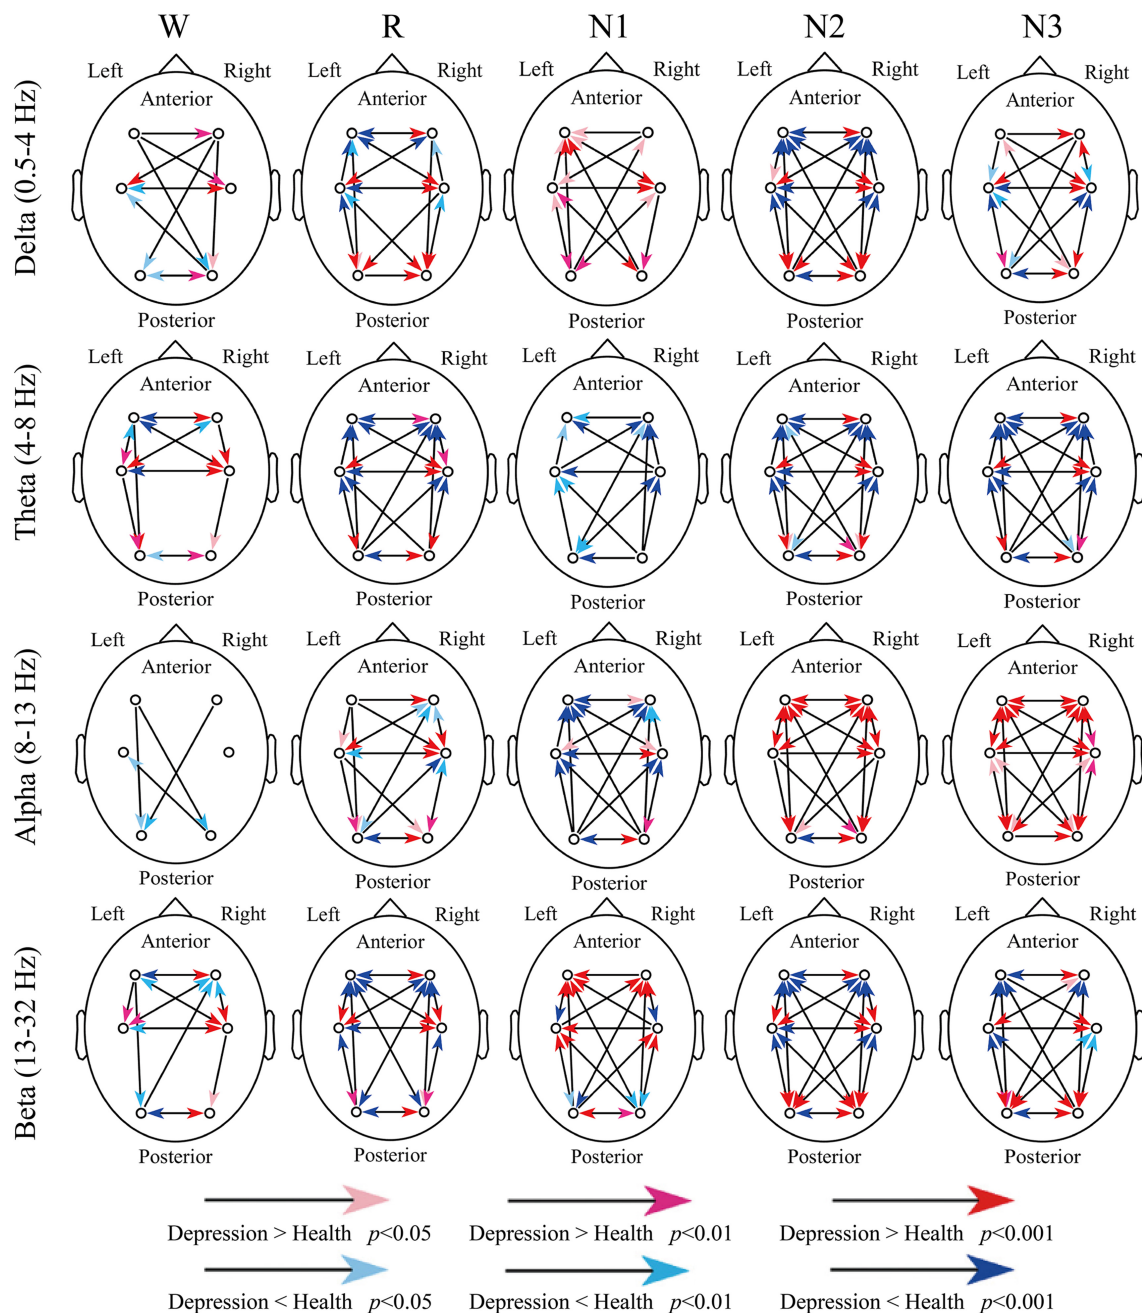 W R N1 N2 N3
Delta (0.5-4 Hz)
Left Right Left Right Left Right Left Right Left Right
Anterior Anterior Anterior Anterior Anterior
Posterior Posterior Posterior Posterior Posterior
Theta (4-8 Hz)
Left Right Left Right Left Right Left Right Left Right
Anterior Anterior Anterior Anterior Anterior
Posterior Posterior Posterior Posterior Posterior
Alpha (8-13 Hz)
Left Right Left Right Left Right Left Right Left Right
Anterior Anterior Anterior Anterior Anterior
Posterior Posterior Posterior Posterior Posterior
Beta (13-32 Hz)
Left Right Left Right Left Right Left Right Left Right
Anterior Anterior Anterior Anterior Anterior
Posterior Posterior Posterior Posterior Posterior
Depression > Health p<0.05 Depression > Health p<0.01 Depression > Health p<0.001
Depression < Health p<0.05 Depression < Health p<0.01 Depression < Health p<0.001